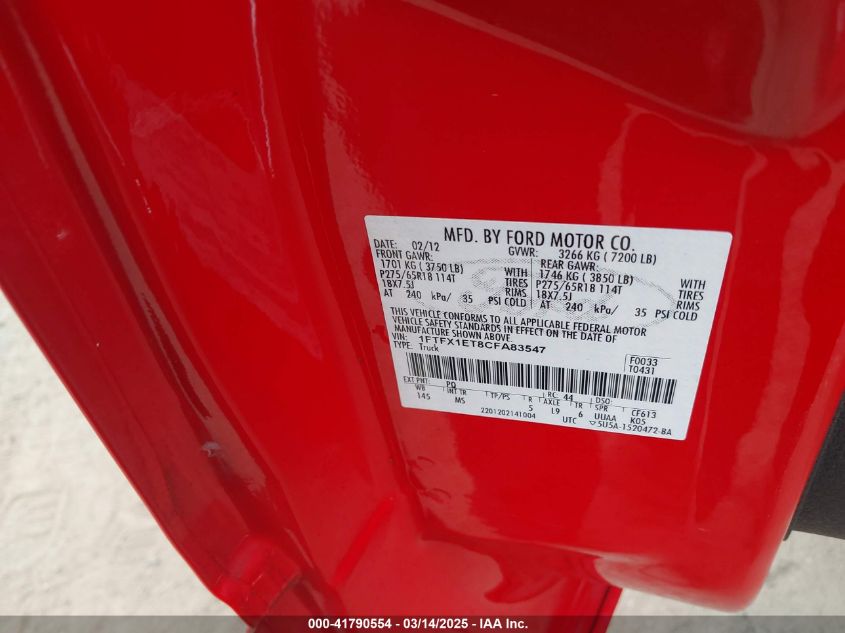 MFD. BY FORD MOTOR CO.
DATE: 02/12 GVWR: 3266 KG ( 7200 LB)
FRONT GAWR: REAR GAWR:
1701 KG ( 3750 LB) WITH 1746 KG ( 3850 LB) WITH
P275/65R18 114T TIRES P275/65R18 114T TIRES
18X7.5J RIMS 18X7.5J RIMS
AT 240 kPa/ 35 PSI COLD AT 240 kPa/ 35 PSI COLD
THIS VEHICLE CONFORMS TO ALL APPLICABLE FEDERAL MOTOR
VEHICLE SAFETY STANDARDS IN EFFECT ON THE DATE OF
MANUFACTURE SHOWN ABOVE.
VIN: 1FTFX1ET8CFA83547
TYPE: Truck
F0033
T0431
EXT PNT: PQ RC: 44 DSO:
WB INT TR TP/PS R AXLE TR SPR CF613
145 MS 5 L9 6 UUAA K05
2201202141004 UTC ▽5U5A-1520472-BA
000-41790554 — 03/14/2025 — IAA Inc.